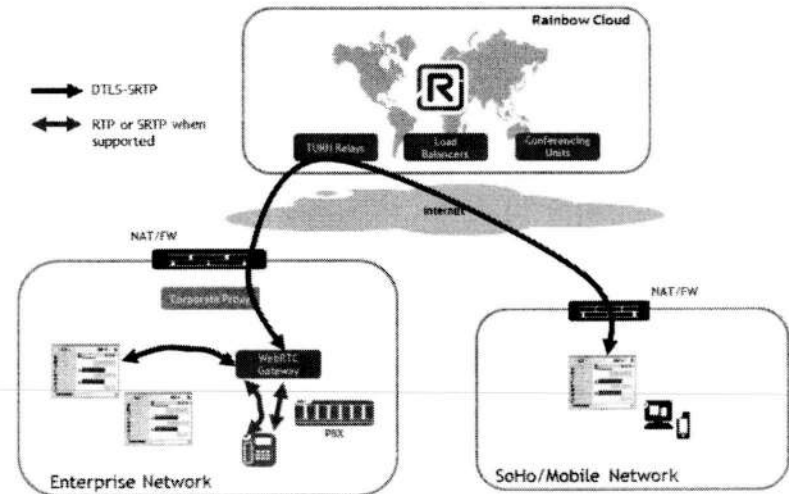 Rainbow Cloud
R
DTLS-SRTP
RTP or SRTP when
supported
TURN Relays
Load
Balancers
Conferencing
Units
Internet
NAT/FW
NAT/FW
Corporate Proxy
WebRTC
Gateway
PBX
Enterprise Network
SoHo/Mobile Network